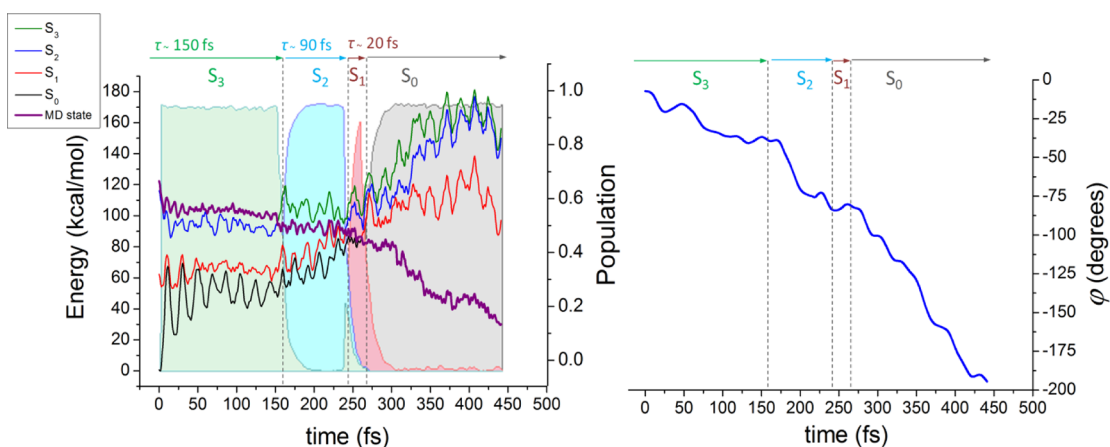 S3
S2
S1
S0
MD state
τ~ 150 fs
τ~ 90 fs
τ~ 20 fs
S3
S2
S1
S0
Energy (kcal/mol)
180
160
140
120
100
80
60
40
20
0
0
50
100
150
200
250
300
350
400
450
500
time (fs)
1.0
0.8
0.6
0.4
0.2
0.0
Population
S3
S2
S1
S0
0
-25
-50
-75
-100
-125
-150
-175
-200
φ (degrees)
0
50
100
150
200
250
300
350
400
450
500
time (fs)